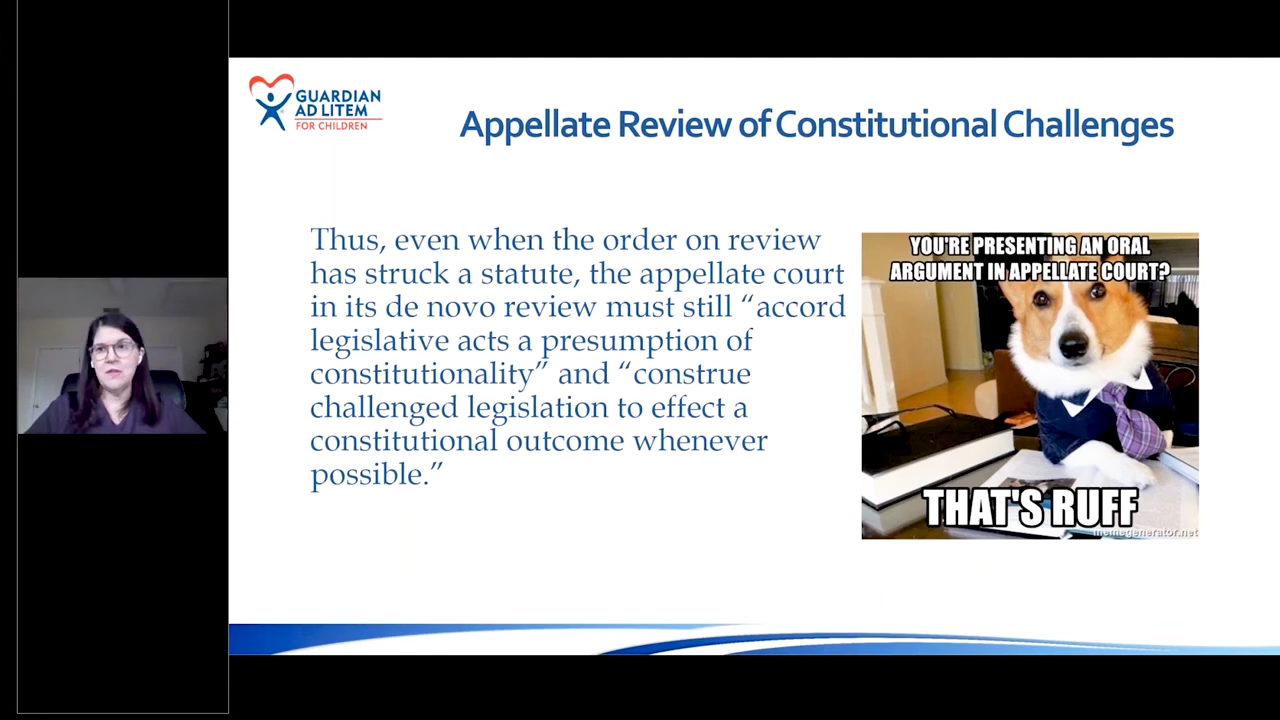 GUARDIAN
AD LITEM
FOR CHILDREN
Appellate Review of Constitutional Challenges
Thus, even when the order on review
has struck a statute, the appellate court
in its de novo review must still “accord
legislative acts a presumption of
constitutionality” and “construe
challenged legislation to effect a
constitutional outcome whenever
possible.”
YOU'RE PRESENTING AN ORAL
ARGUMENT IN APPELLATE COURT?
THAT'S RUFF
memegenerator.net